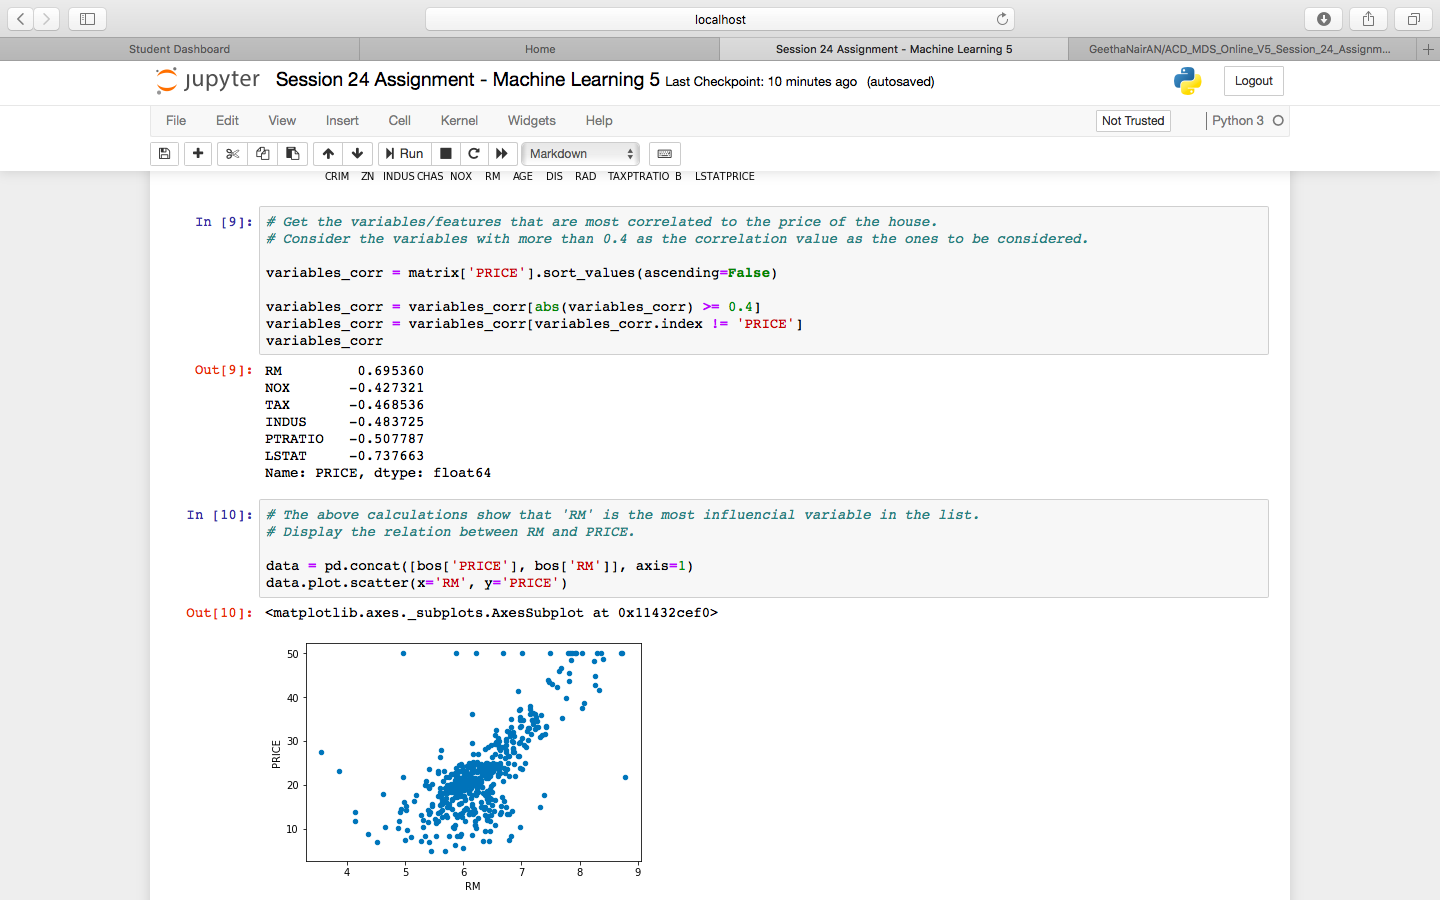 localhost
Student Dashboard
Home
Session 24 Assignment - Machine Learning 5
GeethaNairAN/ACD_MDS_Online_V5_Session_24_Assignm...
jupyter Session 24 Assignment - Machine Learning 5 Last Checkpoint: 10 minutes ago (autosaved)
Logout
File Edit View Insert Cell Kernel Widgets Help
Not Trusted
Python 3
Run
Markdown
CRIM ZN INDUS CHAS NOX RM AGE DIS RAD TAXPTRATIO B LSTATPRICE
In [9]: # Get the variables/features that are most correlated to the price of the house.
# Consider the variables with more than 0.4 as the correlation value as the ones to be considered.
variables_corr = matrix['PRICE'].sort_values(ascending=False)
variables_corr = variables_corr[abs(variables_corr) >= 0.4]
variables_corr = variables_corr[variables_corr.index != 'PRICE']
variables_corr
Out[9]: RM 0.695360
NOX -0.427321
TAX -0.468536
INDUS -0.483725
PTRATIO -0.507787
LSTAT -0.737663
Name: PRICE, dtype: float64
In [10]: # The above calculations show that 'RM' is the most influencial variable in the list.
# Display the relation between RM and PRICE.
data = pd.concat([bos['PRICE'], bos['RM']], axis=1)
data.plot.scatter(x='RM', y='PRICE')
Out[10]: <matplotlib.axes._subplots.AxesSubplot at 0x11432cef0>
50
40
30
20
10
PRICE
4 5 6 7 8 9
RM